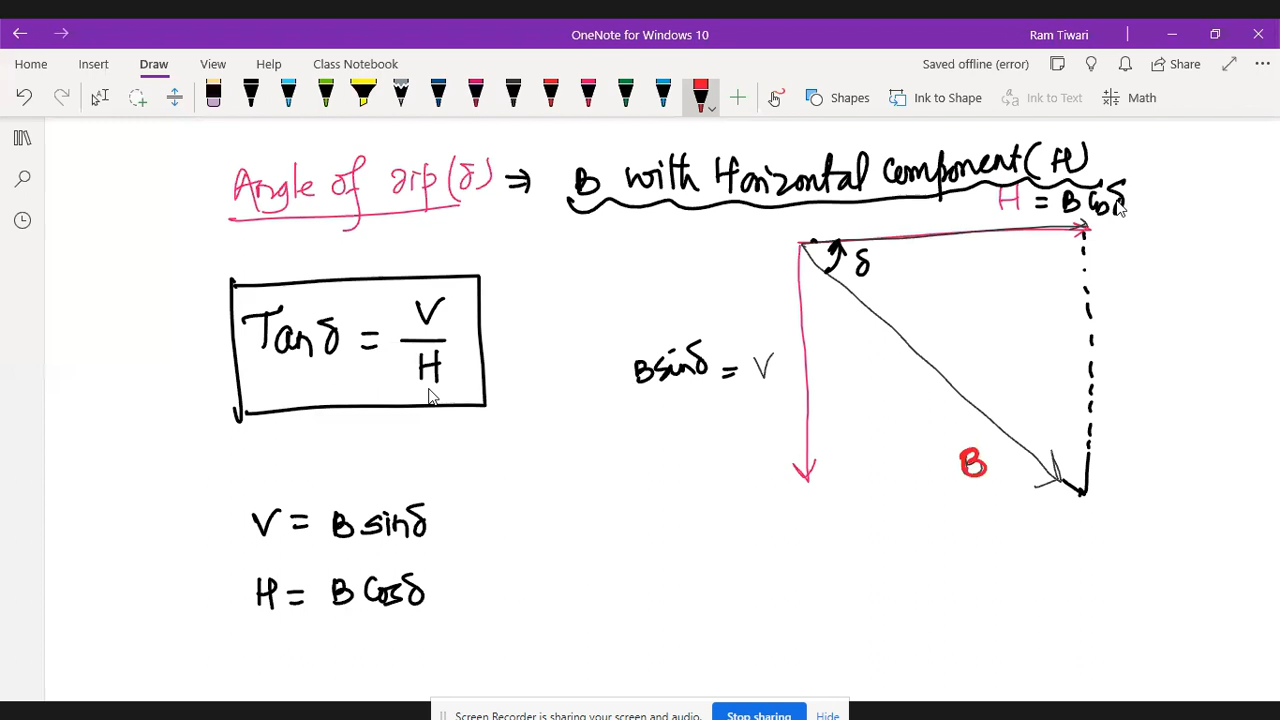 OneNote for Windows 10
Ram Tiwari
Home Insert Draw View Help Class Notebook
Saved offline (error)
Share
Shapes
Ink to Shape
Ink to Text
Math
Angle of dip(δ) ⇒ B with Horizontal component(H)
H = B Cosδ
δ
Tanδ = V/H
Bsinδ = V
B
V = B sinδ
H = B Cosδ
Screen Recorder is sharing your screen and audio.
Stop sharing
Hide